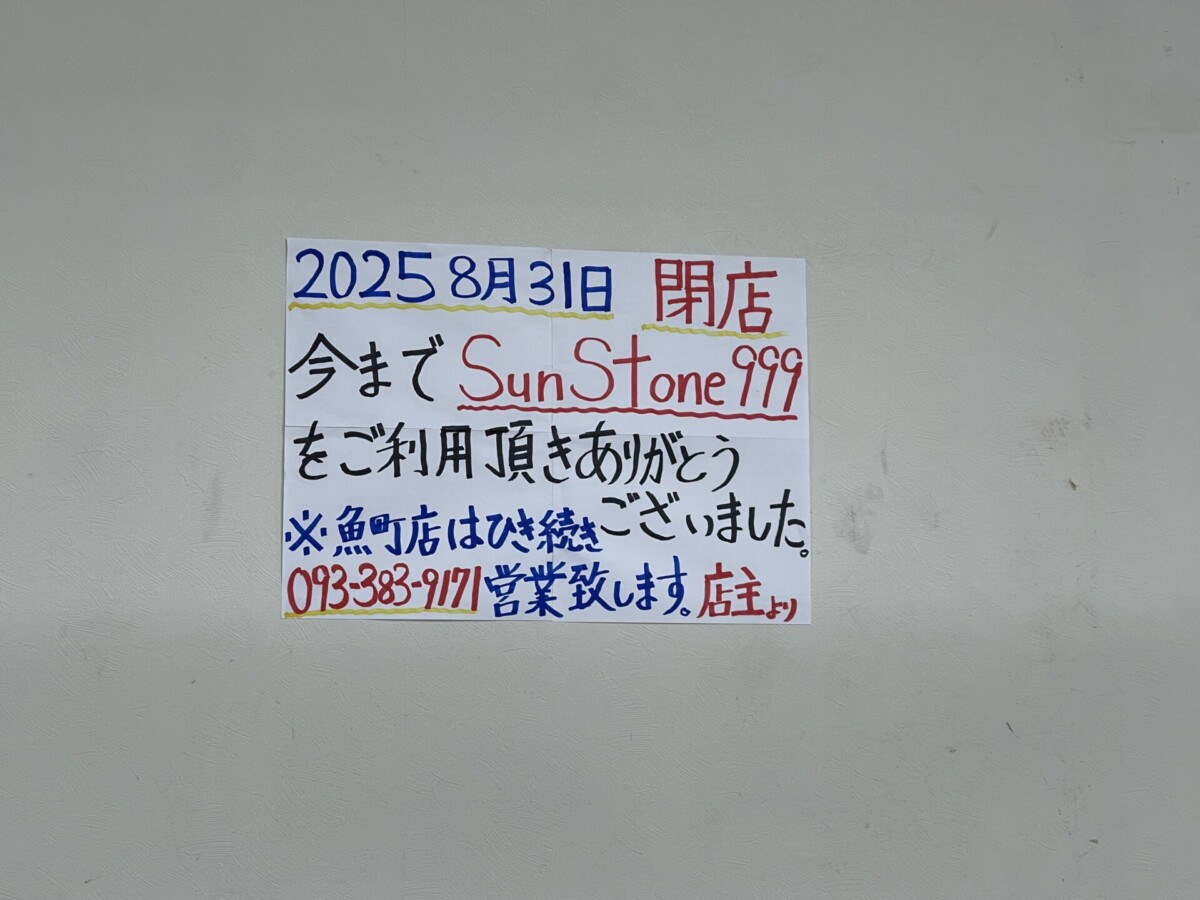 2025 8月31日 閉店
今まで SunStone999
をご利用頂きありがとう
ございました。
※魚町店はひき続き
093-383-9171 営業致します。店主より